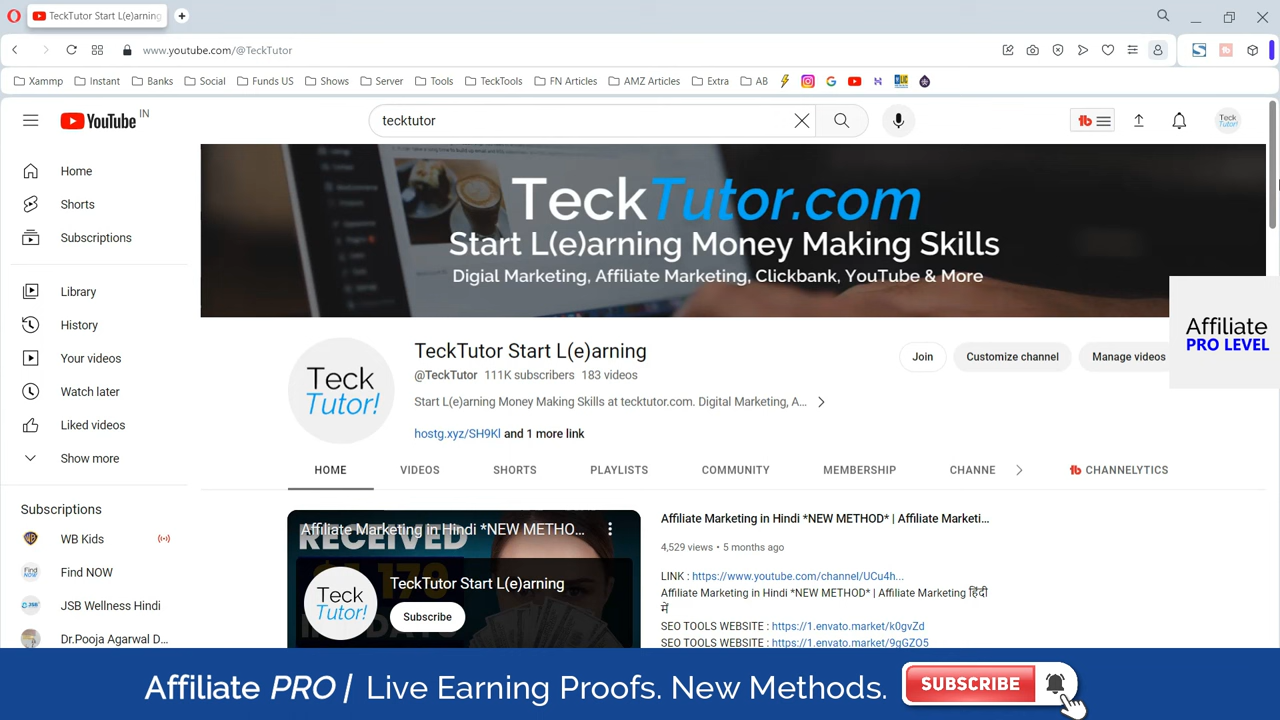 TeckTutor Start L(e)arning
www.youtube.com/@TeckTutor
Xammp Instant Banks Social Funds US Shows Server Tools TeckTools FN Articles AMZ Articles Extra AB
YouTube IN
tecktutor
tb
Teck
Tutor!
Home
Shorts
Subscriptions
Library
History
Your videos
Watch later
Liked videos
Show more
Subscriptions
WB Kids
Find NOW
JSB Wellness Hindi
Dr.Pooja Agarwal D...
TeckTutor.com
Start L(e)arning Money Making Skills
Digial Marketing, Affiliate Marketing, Clickbank, YouTube & More
Affiliate
PRO LEVEL
Teck
Tutor!
TeckTutor Start L(e)arning
@TeckTutor 111K subscribers 183 videos
Start L(e)arning Money Making Skills at tecktutor.com. Digital Marketing, A...
hostg.xyz/SH9Kl and 1 more link
Join Customize channel Manage videos
HOME VIDEOS SHORTS PLAYLISTS COMMUNITY MEMBERSHIP CHANNE tb CHANNELYTICS
Affiliate Marketing in Hindi *NEW METHO...
RECEIVED
Teck
Tutor!
TeckTutor Start L(e)arning
Subscribe
Affiliate Marketing in Hindi *NEW METHOD* | Affiliate Marketi...
4,529 views • 5 months ago
LINK : https://www.youtube.com/channel/UCu4h...
Affiliate Marketing in Hindi *NEW METHOD* | Affiliate Marketing हिंदी
में
SEO TOOLS WEBSITE : https://1.envato.market/k0gvZd
SEO TOOLS WEBSITE : https://1.envato.market/9gGZO5
Affiliate PRO | Live Earning Proofs. New Methods.
SUBSCRIBE